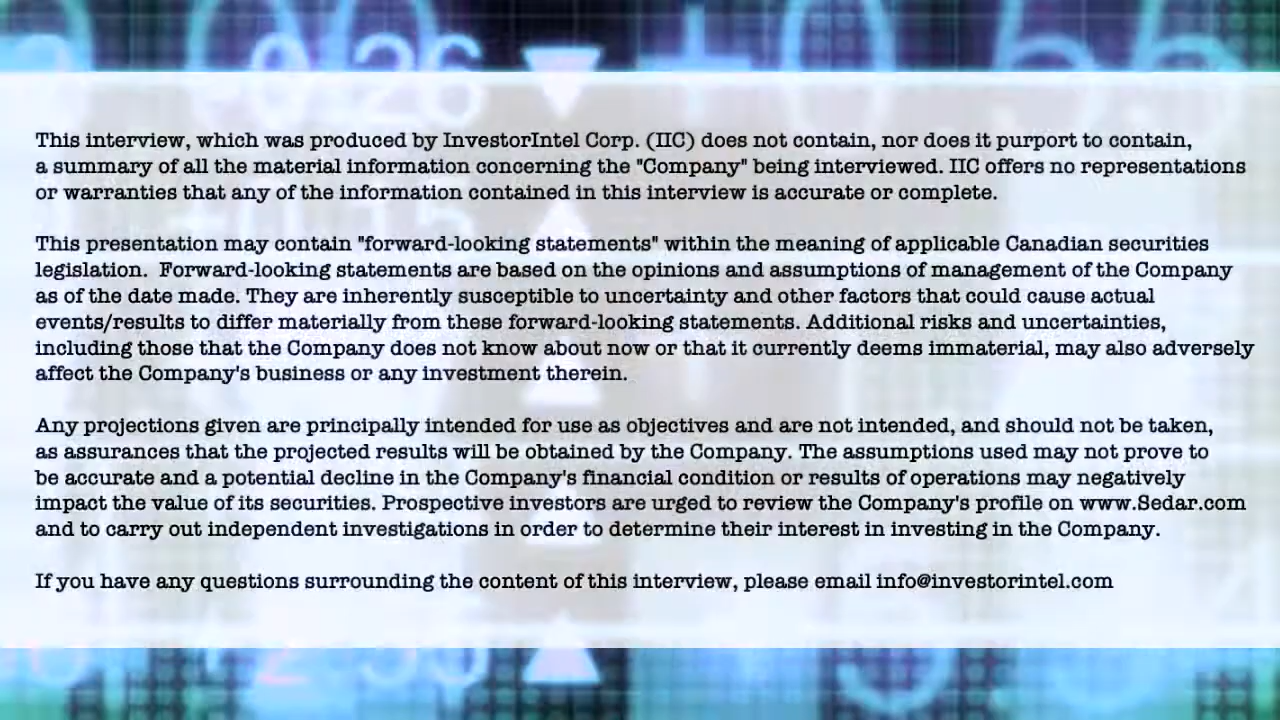 0.26 ▼ +0.55
This interview, which was produced by InvestorIntel Corp. (IIC) does not contain, nor does it purport to contain,
a summary of all the material information concerning the "Company" being interviewed. IIC offers no representations
or warranties that any of the information contained in this interview is accurate or complete.
This presentation may contain "forward-looking statements" within the meaning of applicable Canadian securities
legislation.  Forward-looking statements are based on the opinions and assumptions of management of the Company
as of the date made. They are inherently susceptible to uncertainty and other factors that could cause actual
events/results to differ materially from these forward-looking statements. Additional risks and uncertainties,
including those that the Company does not know about now or that it currently deems immaterial, may also adversely
affect the Company's business or any investment therein.
Any projections given are principally intended for use as objectives and are not intended, and should not be taken,
as assurances that the projected results will be obtained by the Company. The assumptions used may not prove to
be accurate and a potential decline in the Company's financial condition or results of operations may negatively
impact the value of its securities. Prospective investors are urged to review the Company's profile on www.Sedar.com
and to carry out independent investigations in order to determine their interest in investing in the Company.
If you have any questions surrounding the content of this interview, please email info@investorintel.com